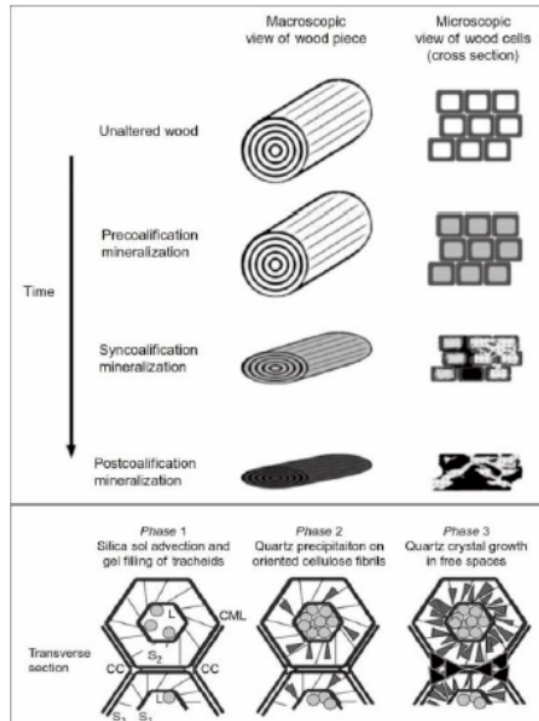 Macroscopic
view of wood piece
Microscopic
view of wood cells
(cross section)
Unaltered wood
Precoalification
mineralization
Time
Syncoalification
mineralization
Postcoalification
mineralization
Phase 1
Silica sol advection and
gel filling of tracheids
Phase 2
Quartz precipitaiton on
oriented cellulose fibrils
Phase 3
Quartz crystal growth
in free spaces
Transverse
section
L
CML
S2
CC
CC
L